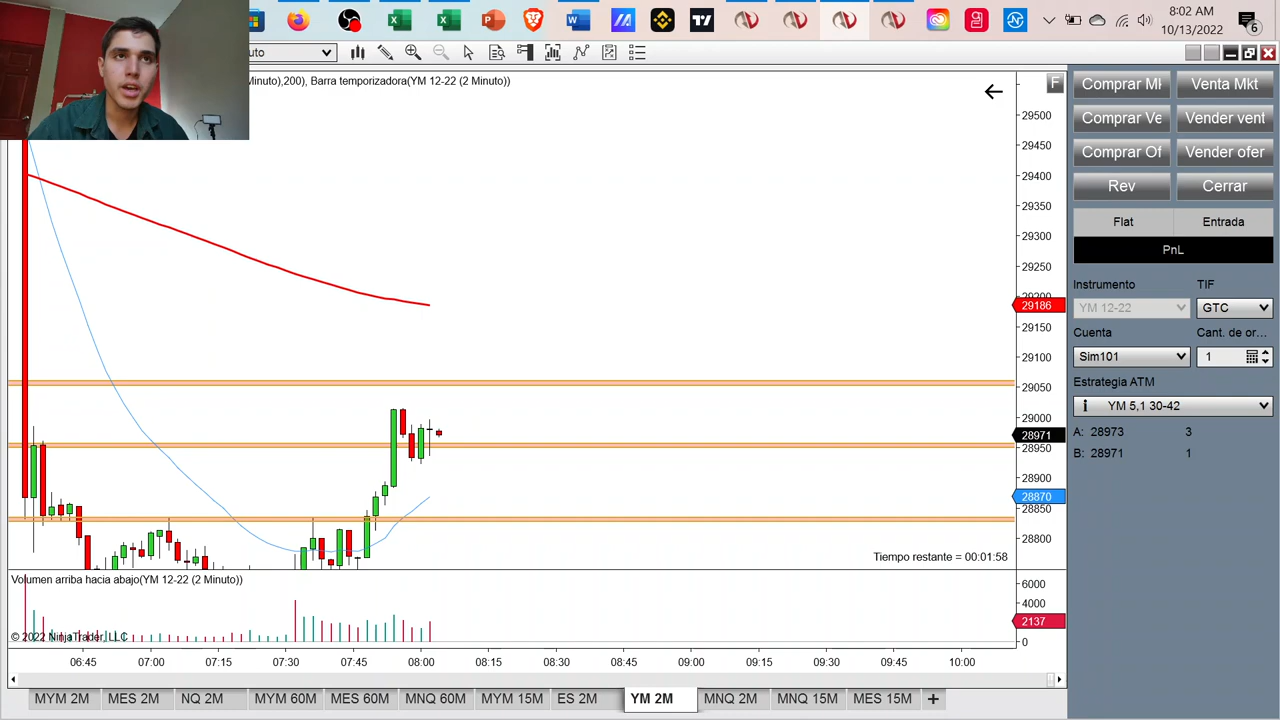 8:02 AM
10/13/2022
6
uto
Minuto),200), Barra temporizadora(YM 12-22 (2 Minuto))
F
29500
29450
29400
29350
29300
29250
29200
29186
29150
29100
29050
29000
28971
28950
28900
28870
28850
28800
Tiempo restante = 00:01:58
Volumen arriba hacia abajo(YM 12-22 (2 Minuto))
6000
4000
2137
0
© 2022 NinjaTrader, LLC
06:45 07:00 07:15 07:30 07:45 08:00 08:15 08:30 08:45 09:00 09:15 09:30 09:45 10:00
MYM 2M MES 2M NQ 2M MYM 60M MES 60M MNQ 60M MYM 15M ES 2M YM 2M MNQ 2M MNQ 15M MES 15M +
Comprar Ml Venta Mkt
Comprar Ve Vender vent
Comprar Of Vender ofer
Rev Cerrar
Flat Entrada
PnL
Instrumento TIF
YM 12-22 GTC
Cuenta Cant. de or...
Sim101 1
Estrategia ATM
YM 5,1 30-42
A: 28973 3
B: 28971 1